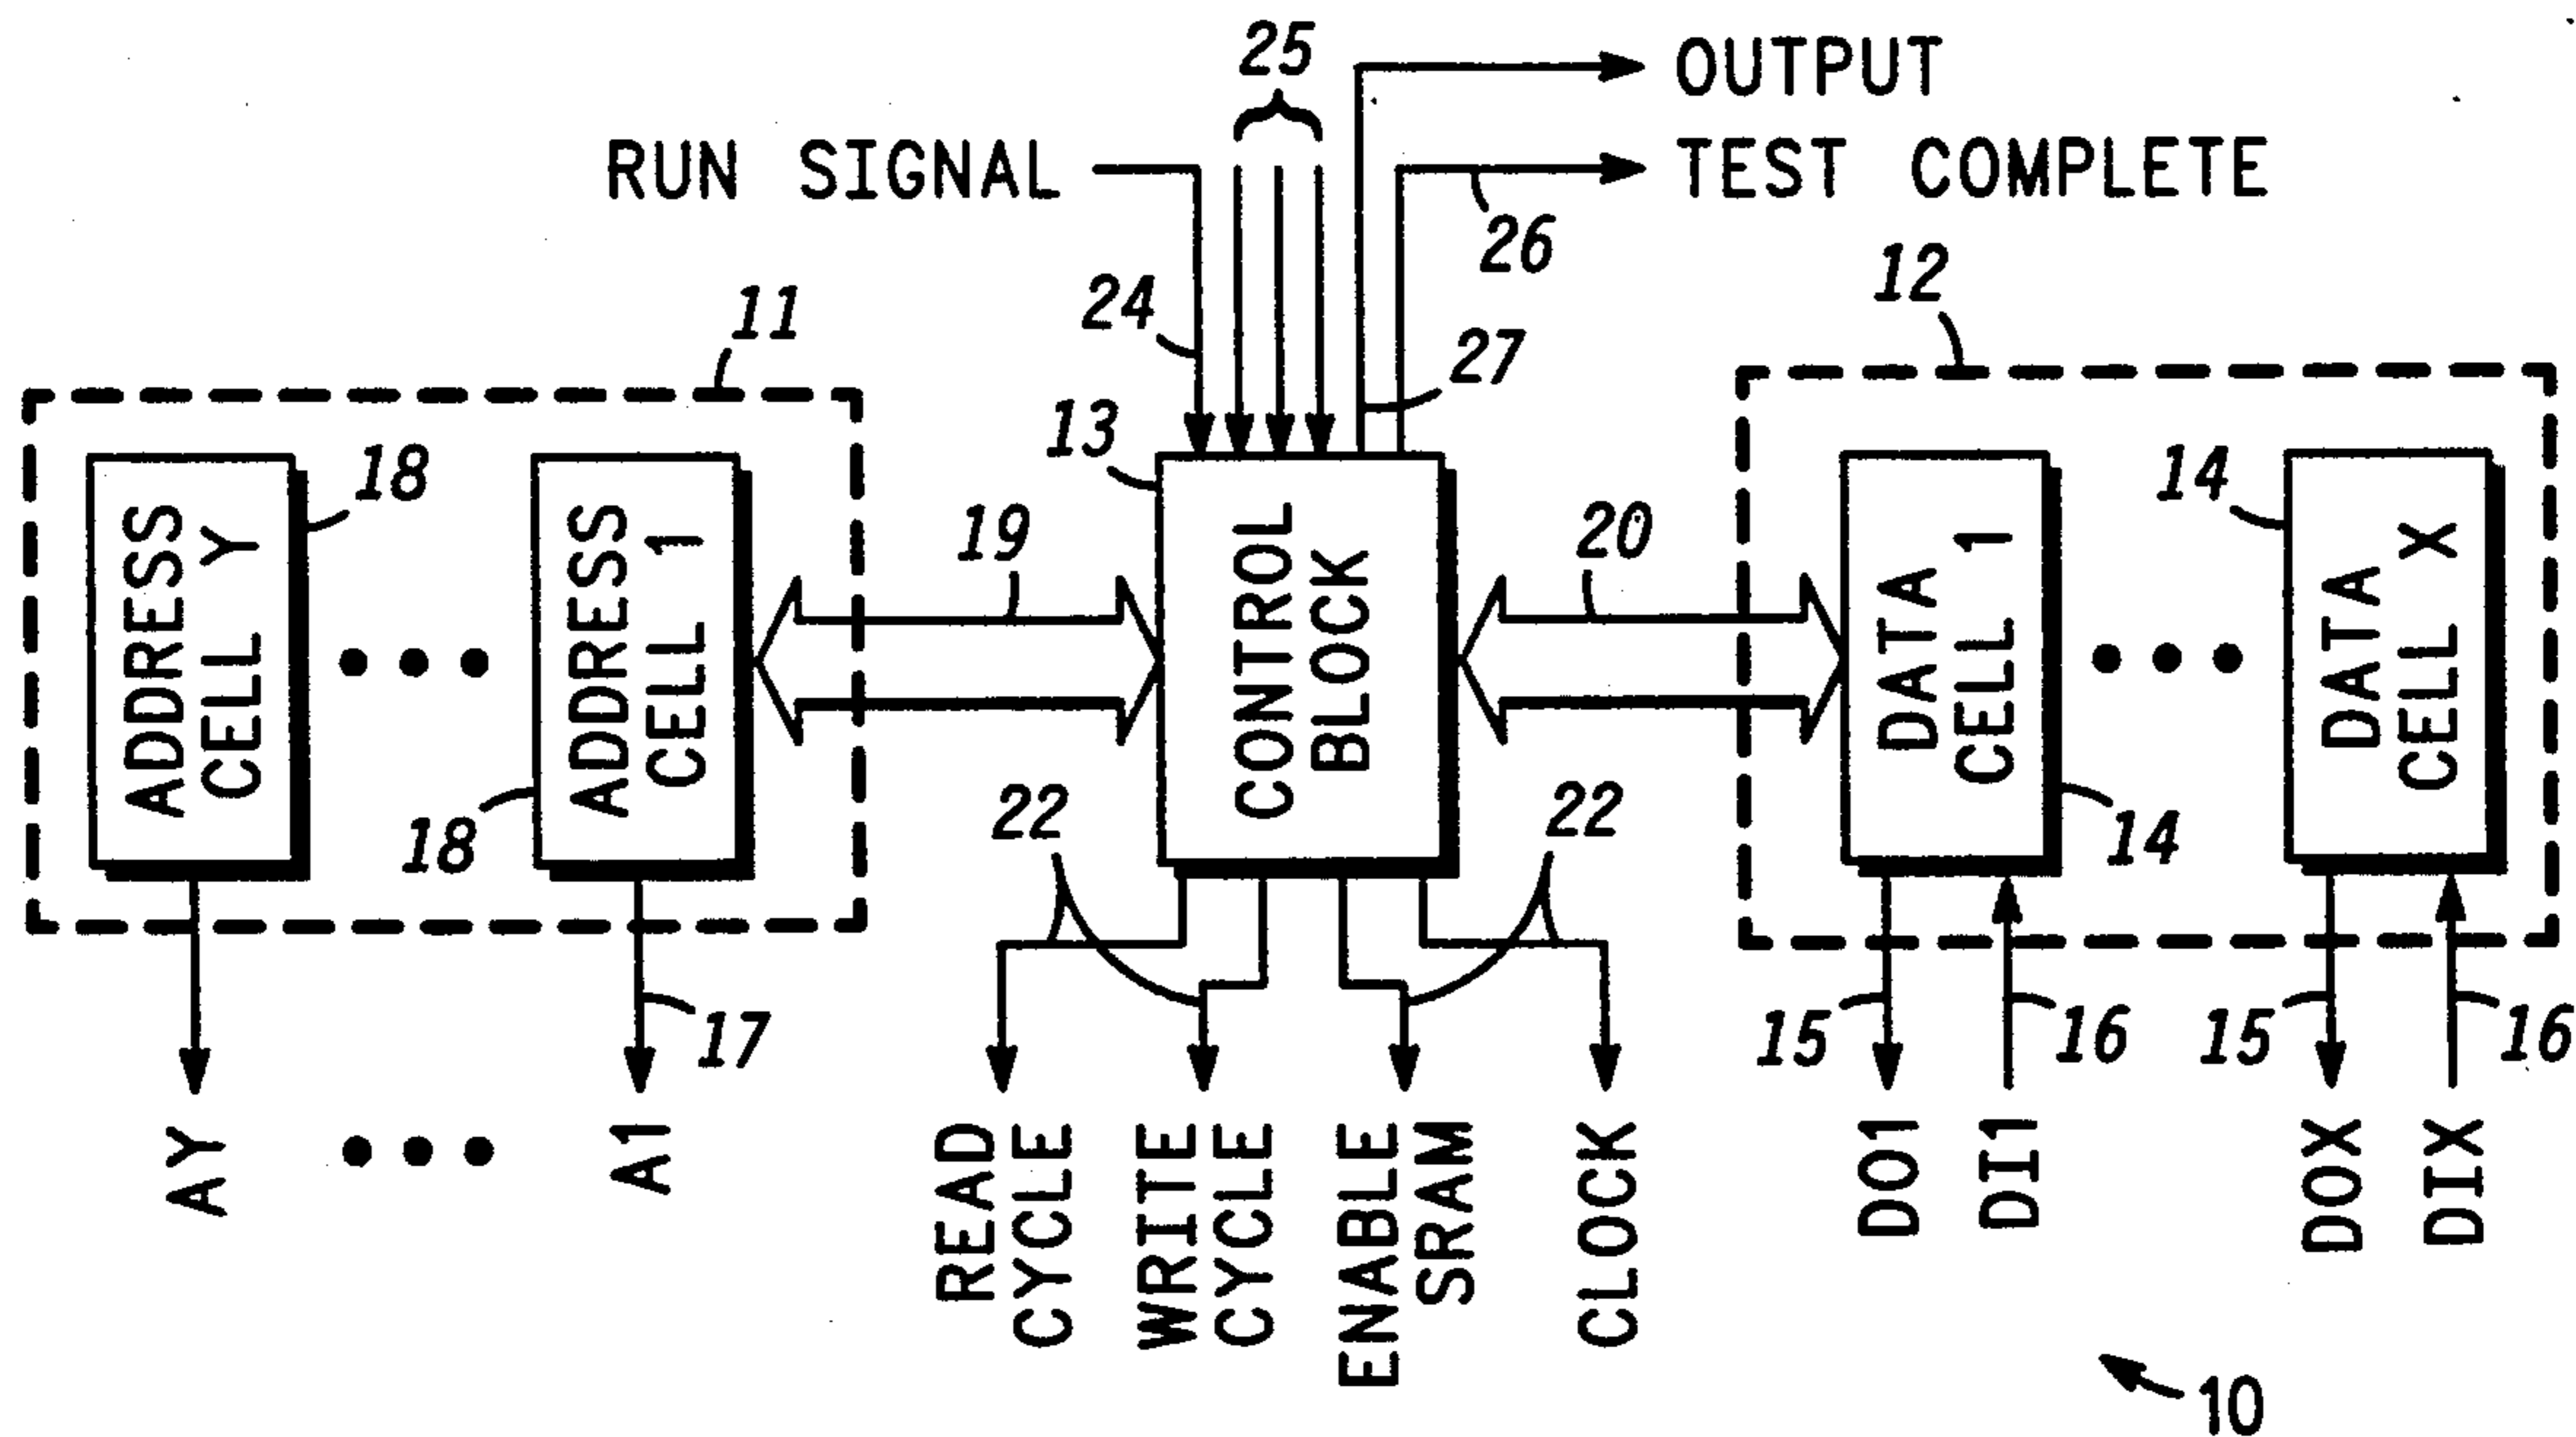 25
OUTPUT
RUN SIGNAL
TEST COMPLETE
26
24
12
11
27
13
18
14
19
20
ADDRESS
CELL Y
ADDRESS
CELL 1
CONTROL
BLOCK
DATA
CELL 1
DATA
CELL X
18
22
22
14
17
15
16
15
16
AY
A1
READ
CYCLE
WRITE
CYCLE
ENABLE
SRAM
CLOCK
DO1
DI1
DOX
DIX
10